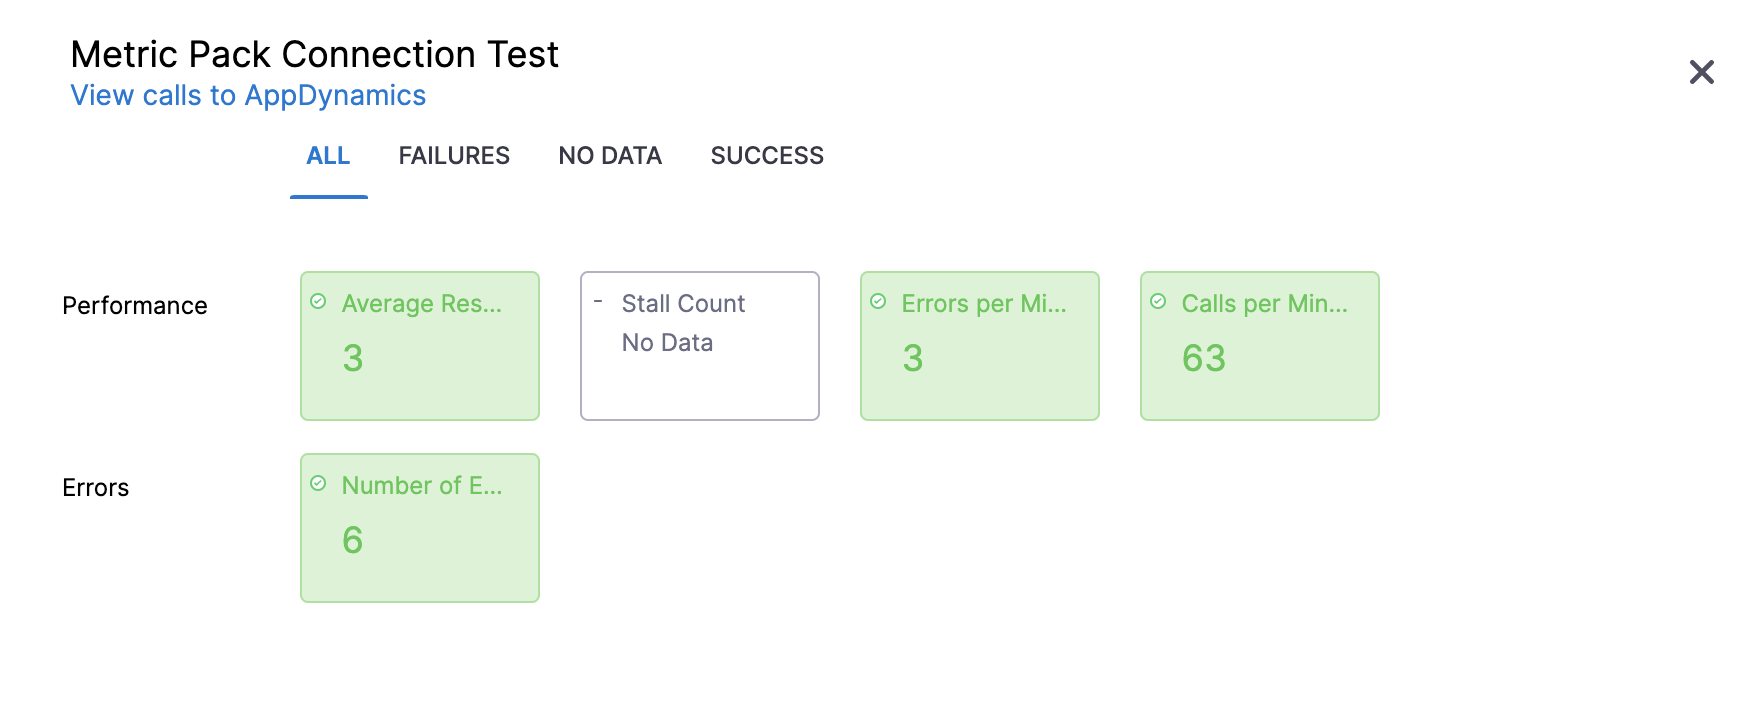 Metric Pack Connection Test
View calls to AppDynamics
ALL FAILURES NO DATA SUCCESS
Performance
Average Res...
3
- Stall Count
No Data
Errors per Mi...
3
Calls per Min...
63
Errors
Number of E...
6